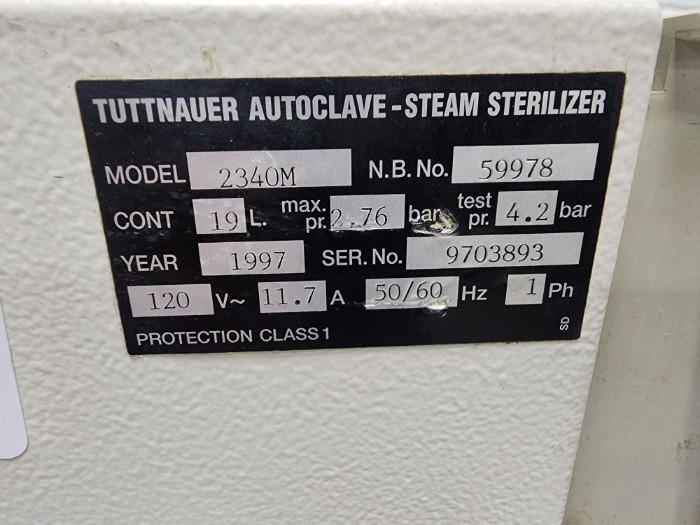 TUTTNAUER AUTOCLAVE-STEAM STERILIZER
MODEL 2340M N.B. No. 59978
CONT 19 L. max. pr. 2.76 bar test pr. 4.2 bar
YEAR 1997 SER. No. 9703893
120 V~ 11.7 A 50/60 Hz 1 Ph
PROTECTION CLASS 1
SD